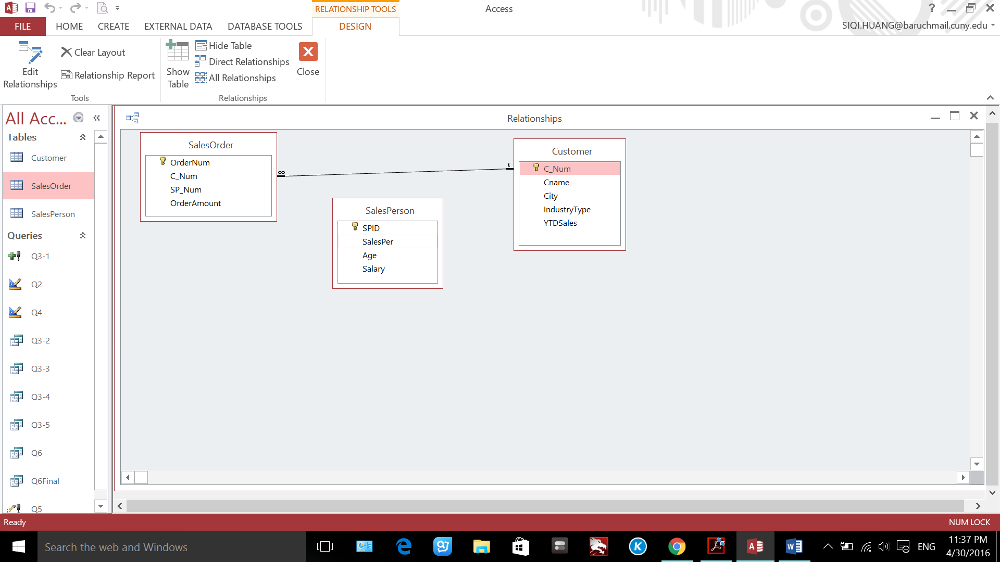 RELATIONSHIP TOOLS
Access
?
FILE
HOME
CREATE
EXTERNAL DATA
DATABASE TOOLS
DESIGN
SIQI.HUANG@baruchmail.cuny.edu
Edit
Relationships
Clear Layout
Relationship Report
Tools
Show
Table
Hide Table
Direct Relationships
All Relationships
Close
Relationships
All Acc...
Tables
Customer
SalesOrder
SalesPerson
Queries
Q3-1
Q2
Q4
Q3-2
Q3-3
Q3-4
Q3-5
Q6
Q6Final
Q5
Relationships
SalesOrder
OrderNum
C_Num
SP_Num
OrderAmount
∞
1
SalesPerson
SPID
SalesPer
Age
Salary
Customer
C_Num
Cname
City
IndustryType
YTDSales
Ready
NUM LOCK
Search the web and Windows
ENG
11:37 PM
4/30/2016